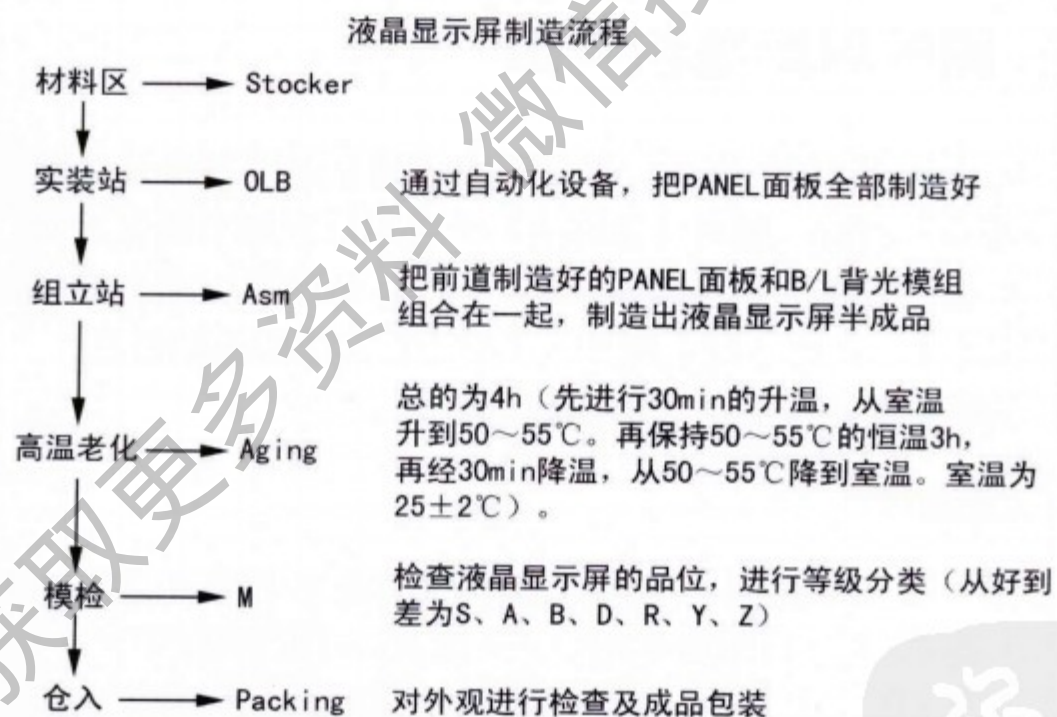 液晶显示屏制造流程
材料区 Stocker
实装站 OLB 通过自动化设备，把PANEL面板全部制造好
组立站 Asm 把前道制造好的PANEL面板和B/L背光模组
组合在一起，制造出液晶显示屏半成品
总的为4h（先进行30min的升温，从室温
升到50～55℃。再保持50～55℃的恒温3h，
高温老化 Aging
再经30min降温，从50～55℃降到室温。室温为
25±2℃）。
模检 M 检查液晶显示屏的品位，进行等级分类（从好到
差为S、A、B、D、R、Y、Z）
仓入 Packing 对外观进行检查及成品包装
获取更多资料 微信搜